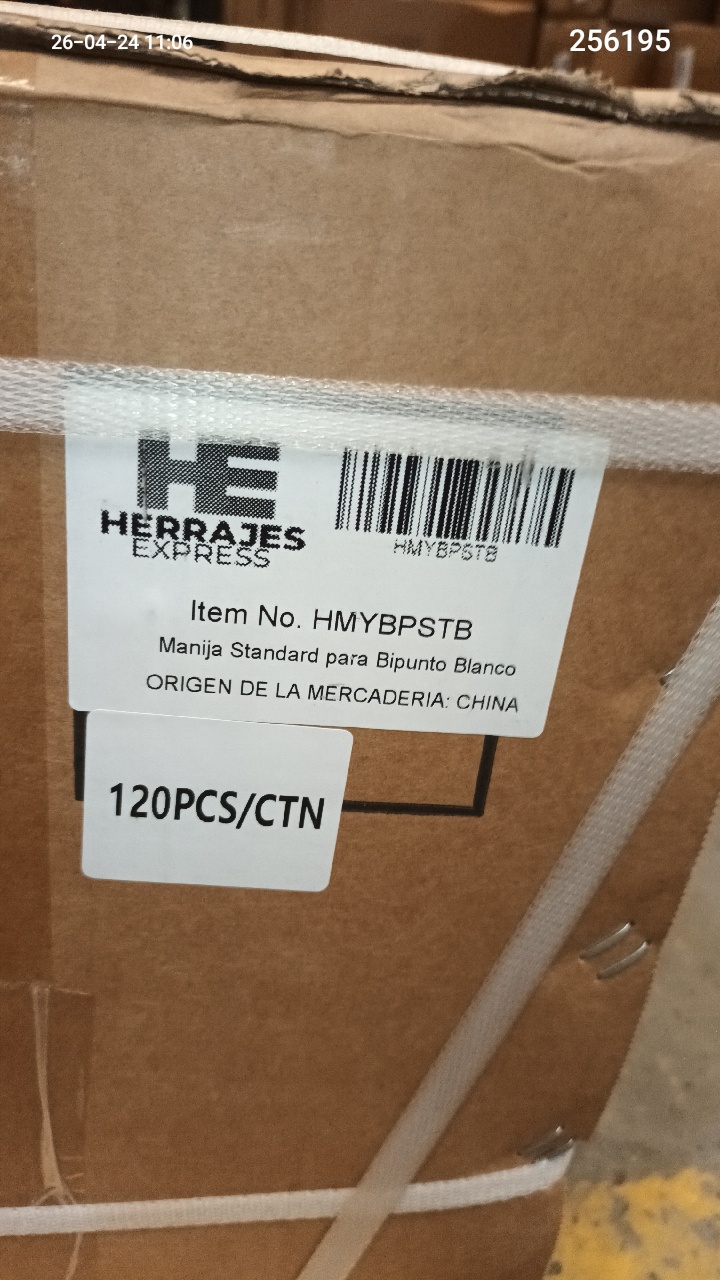 26-04-24 11:06
256195
HE
HERRAJES
EXPRESS
HMYBPSTB
Item No. HMYBPSTB
Manija Standard para Bipunto Blanco
ORIGEN DE LA MERCADERIA: CHINA
120PCS/CTN